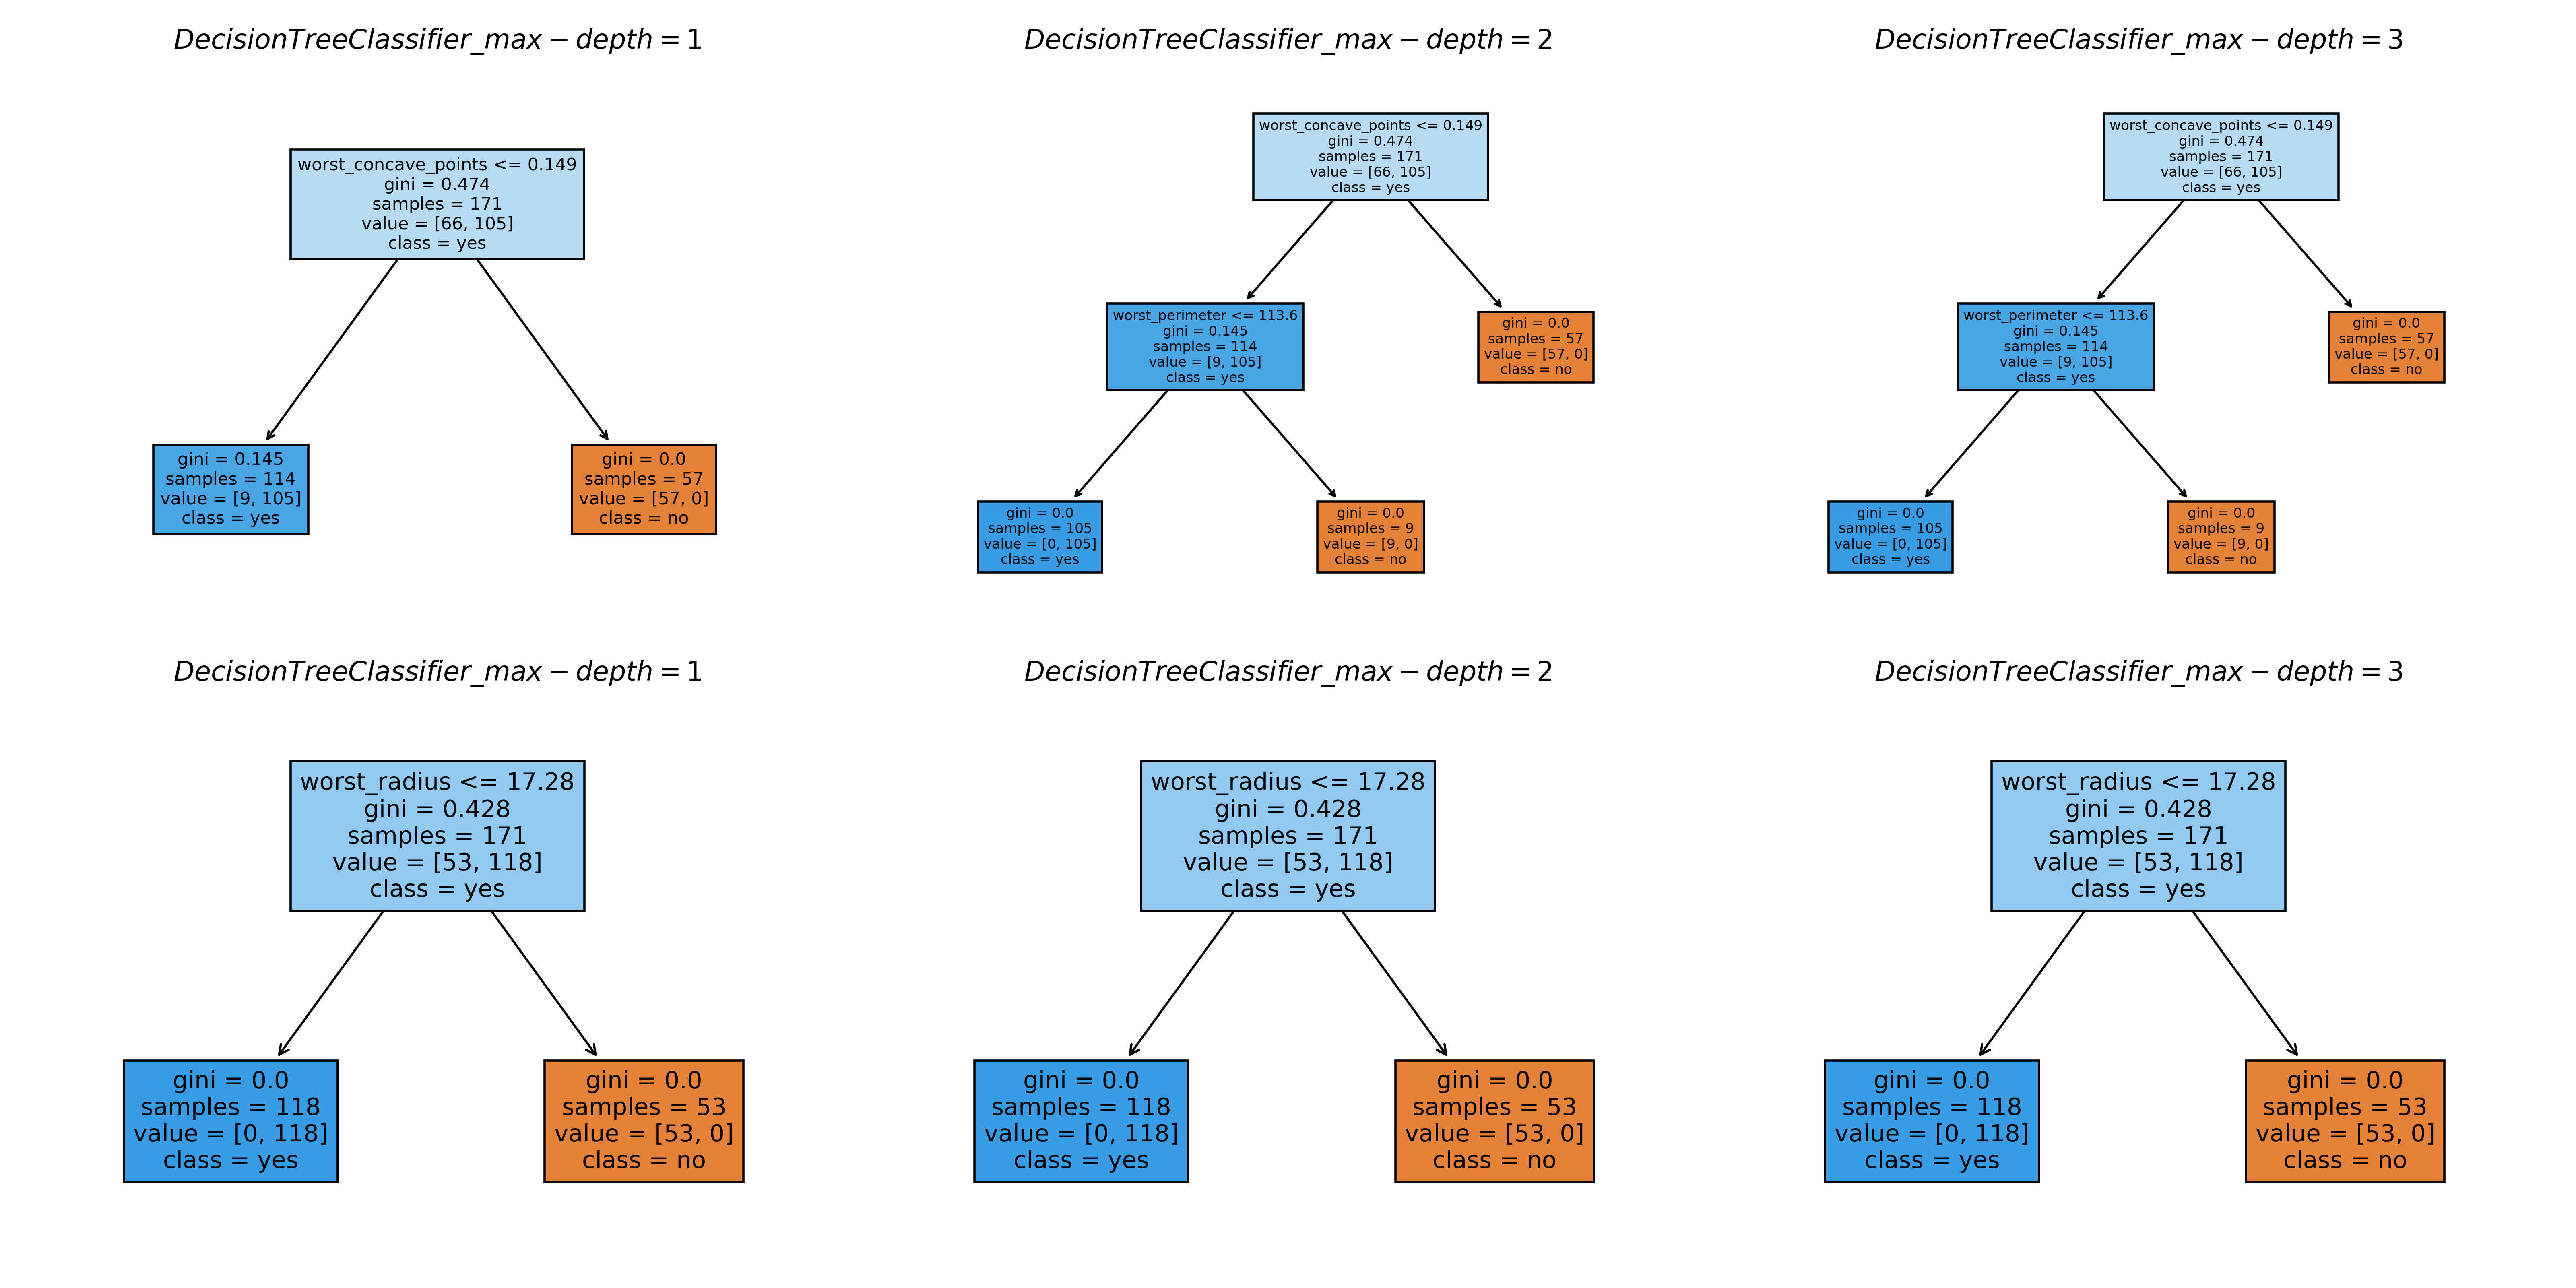 DecisionTreeClassifier_max − depth = 1
worst_concave_points <= 0.149
gini = 0.474
samples = 171
value = [66, 105]
class = yes
gini = 0.145
samples = 114
value = [9, 105]
class = yes
gini = 0.0
samples = 57
value = [57, 0]
class = no
DecisionTreeClassifier_max − depth = 2
worst_concave_points <= 0.149
gini = 0.474
samples = 171
value = [66, 105]
class = yes
worst_perimeter <= 113.6
gini = 0.145
samples = 114
value = [9, 105]
class = yes
gini = 0.0
samples = 57
value = [57, 0]
class = no
gini = 0.0
samples = 105
value = [0, 105]
class = yes
gini = 0.0
samples = 9
value = [9, 0]
class = no
DecisionTreeClassifier_max − depth = 3
worst_concave_points <= 0.149
gini = 0.474
samples = 171
value = [66, 105]
class = yes
worst_perimeter <= 113.6
gini = 0.145
samples = 114
value = [9, 105]
class = yes
gini = 0.0
samples = 57
value = [57, 0]
class = no
gini = 0.0
samples = 105
value = [0, 105]
class = yes
gini = 0.0
samples = 9
value = [9, 0]
class = no
DecisionTreeClassifier_max − depth = 1
worst_radius <= 17.28
gini = 0.428
samples = 171
value = [53, 118]
class = yes
gini = 0.0
samples = 118
value = [0, 118]
class = yes
gini = 0.0
samples = 53
value = [53, 0]
class = no
DecisionTreeClassifier_max − depth = 2
worst_radius <= 17.28
gini = 0.428
samples = 171
value = [53, 118]
class = yes
gini = 0.0
samples = 118
value = [0, 118]
class = yes
gini = 0.0
samples = 53
value = [53, 0]
class = no
DecisionTreeClassifier_max − depth = 3
worst_radius <= 17.28
gini = 0.428
samples = 171
value = [53, 118]
class = yes
gini = 0.0
samples = 118
value = [0, 118]
class = yes
gini = 0.0
samples = 53
value = [53, 0]
class = no